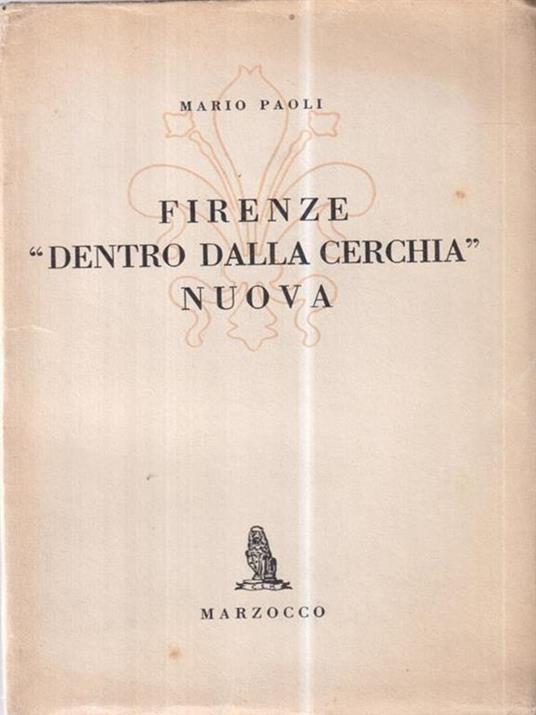 MARIO PAOLI
FIRENZE
“DENTRO DALLA CERCHIA”
NUOVA
MARZOCCO